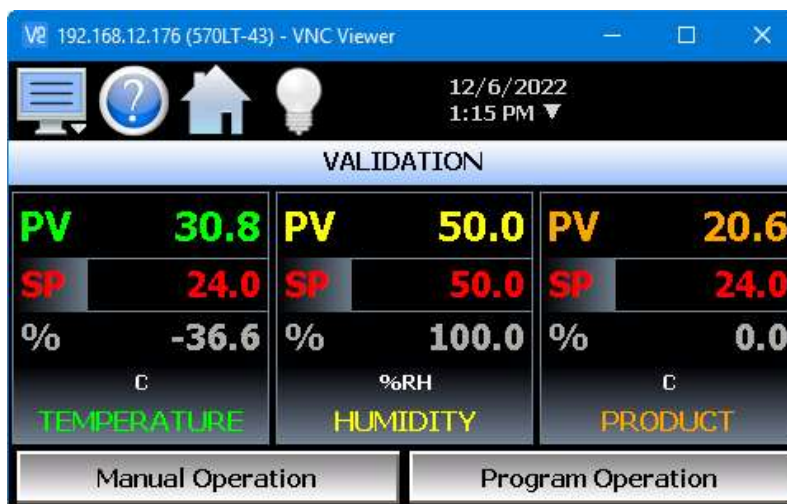 192.168.12.176 (570LT-43) - VNC Viewer
?
12/6/2022
1:15 PM ▼
VALIDATION
PV 30.8 PV 50.0 PV 20.6
SP 24.0 SP 50.0 SP 24.0
% -36.6 % 100.0 % 0.0
C %RH C
TEMPERATURE HUMIDITY PRODUCT
Manual Operation Program Operation